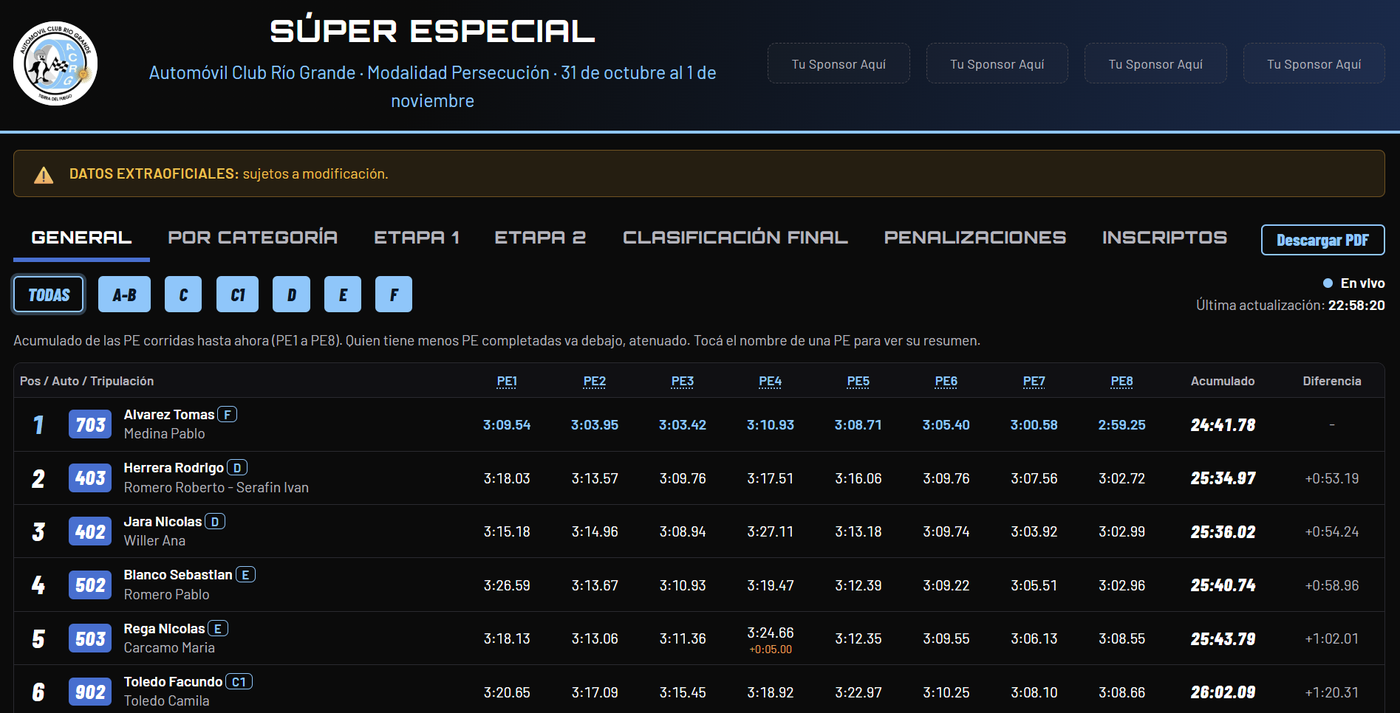 AUTOMOVIL CLUB RIO GRANDE
ACRG
TIERRA DEL FUEGO
SÚPER ESPECIAL
Automóvil Club Río Grande · Modalidad Persecución · 31 de octubre al 1 de
noviembre
Tu Sponsor Aquí Tu Sponsor Aquí Tu Sponsor Aquí Tu Sponsor Aquí
DATOS EXTRAOFICIALES: sujetos a modificación.
GENERAL POR CATEGORÍA ETAPA 1 ETAPA 2 CLASIFICACIÓN FINAL PENALIZACIONES INSCRIPTOS Descargar PDF
TODAS A-B C C1 D E F
En vivo
Última actualización: 22:58:20
Acumulado de las PE corridas hasta ahora (PE1 a PE8). Quien tiene menos PE completadas va debajo, atenuado. Tocá el nombre de una PE para ver su resumen.
Pos / Auto / Tripulación PE1 PE2 PE3 PE4 PE5 PE6 PE7 PE8 Acumulado Diferencia
1 703 Alvarez Tomas F 3:09.54 3:03.95 3:03.42 3:10.93 3:08.71 3:05.40 3:00.58 2:59.25 24:41.78 -
Medina Pablo
2 403 Herrera Rodrigo D 3:18.03 3:13.57 3:09.76 3:17.51 3:16.06 3:09.76 3:07.56 3:02.72 25:34.97 +0:53.19
Romero Roberto - Serafin Ivan
3 402 Jara Nicolas D 3:15.18 3:14.96 3:08.94 3:27.11 3:13.18 3:09.74 3:03.92 3:02.99 25:36.02 +0:54.24
Willer Ana
4 502 Blanco Sebastian E 3:26.59 3:13.67 3:10.93 3:19.47 3:12.39 3:09.22 3:05.51 3:02.96 25:40.74 +0:58.96
Romero Pablo
5 503 Rega Nicolas E 3:18.13 3:13.06 3:11.36 3:24.66 3:12.35 3:09.55 3:06.13 3:08.55 25:43.79 +1:02.01
Carcamo Maria +0:05.00
6 902 Toledo Facundo C1 3:20.65 3:17.09 3:15.45 3:18.92 3:22.97 3:10.25 3:08.10 3:08.66 26:02.09 +1:20.31
Toledo Camila